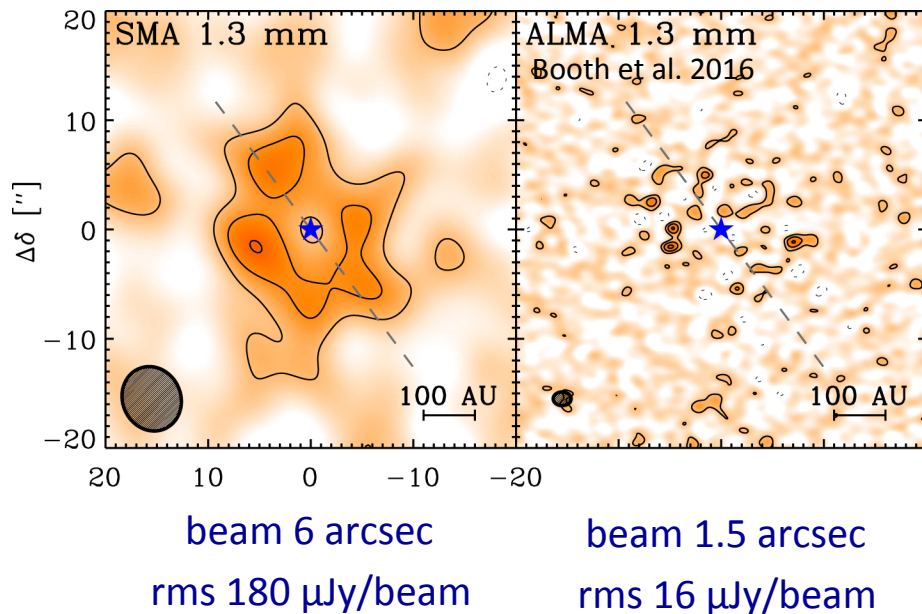 SMA 1.3 mm
ALMA 1.3 mm
Booth et al. 2016
20
10
0
-10
-20
Δδ ["]
100 AU
100 AU
20
10
0
-10
-20
beam 6 arcsec
beam 1.5 arcsec
rms 180 μJy/beam
rms 16 μJy/beam